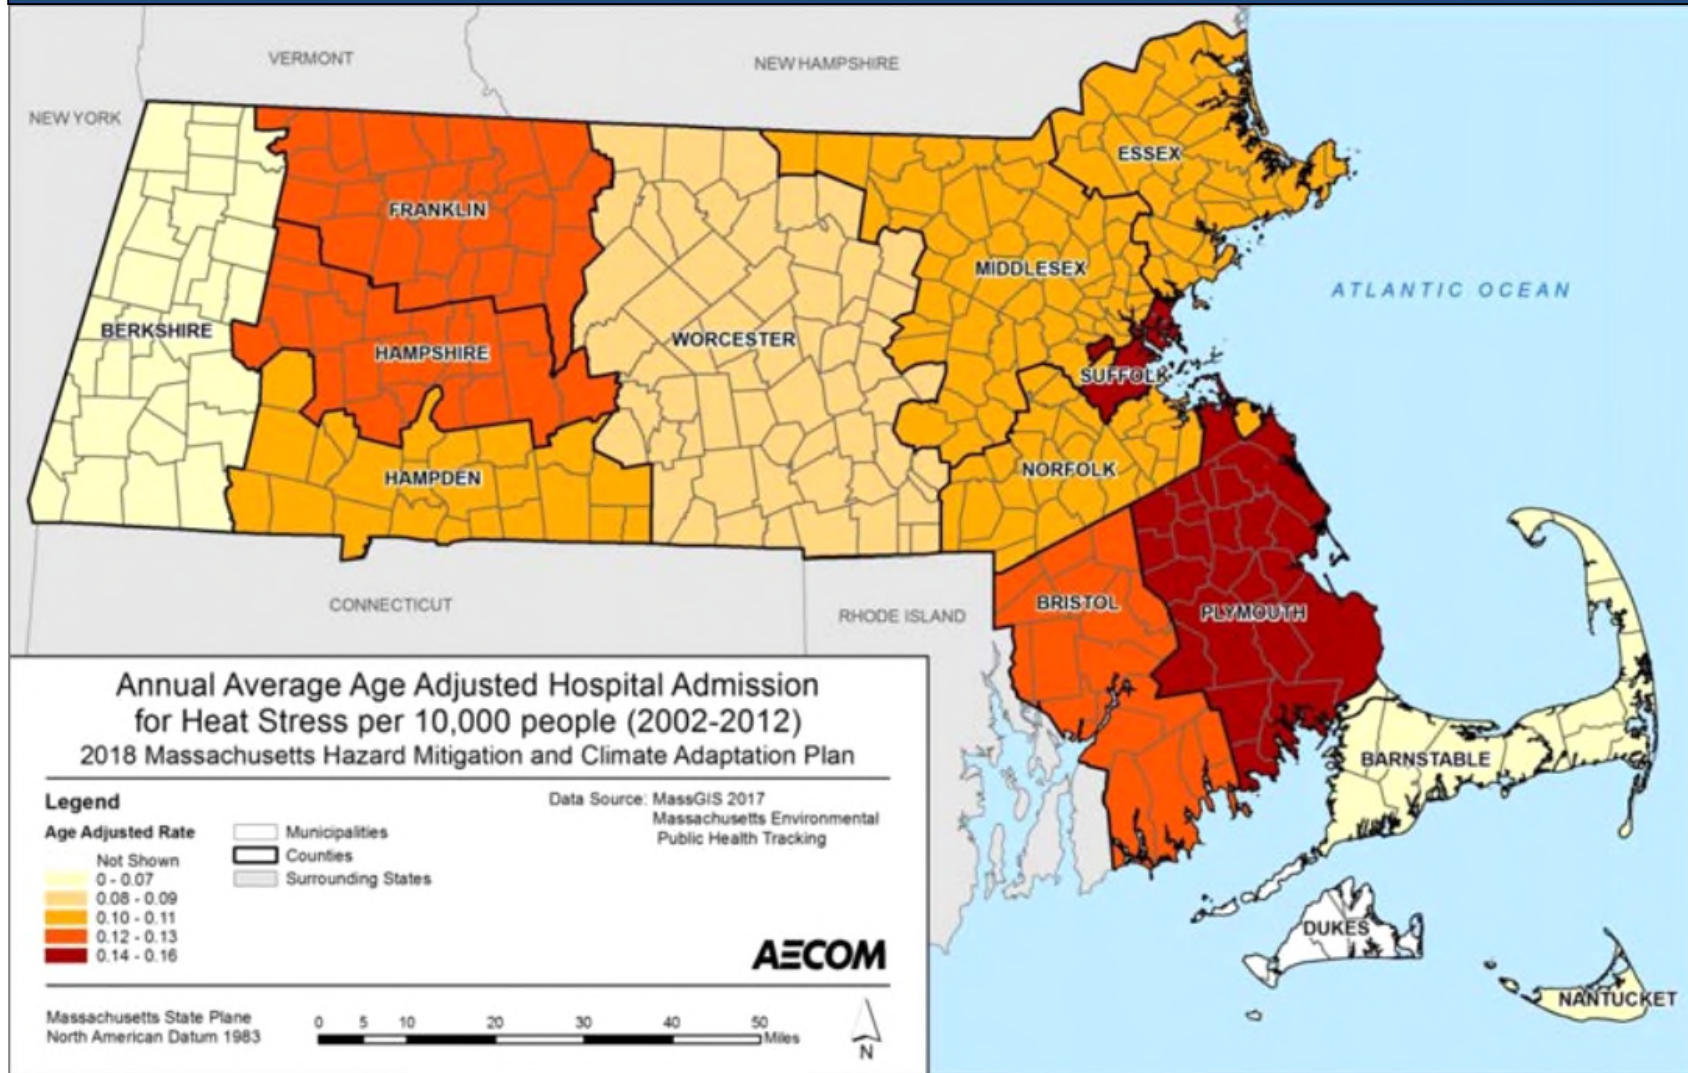 VERMONT
NEW HAMPSHIRE
NEW YORK
ESSEX
FRANKLIN
MIDDLESEX
ATLANTIC OCEAN
BERKSHIRE
WORCESTER
HAMPSHIRE
SUFFOLK
NORFOLK
HAMPDEN
CONNECTICUT
BRISTOL
PLYMOUTH
RHODE ISLAND
BARNSTABLE
DUKES
NANTUCKET
Annual Average Age Adjusted Hospital Admission
for Heat Stress per 10,000 people (2002-2012)
2018 Massachusetts Hazard Mitigation and Climate Adaptation Plan
Legend
Age Adjusted Rate
Not Shown
0 - 0.07
0.08 - 0.09
0.10 - 0.11
0.12 - 0.13
0.14 - 0.16
Municipalities
Counties
Surrounding States
Data Source: MassGIS 2017
Massachusetts Environmental
Public Health Tracking
AECOM
Massachusetts State Plane
North American Datum 1983
0 5 10 20 30 40 50
Miles
N